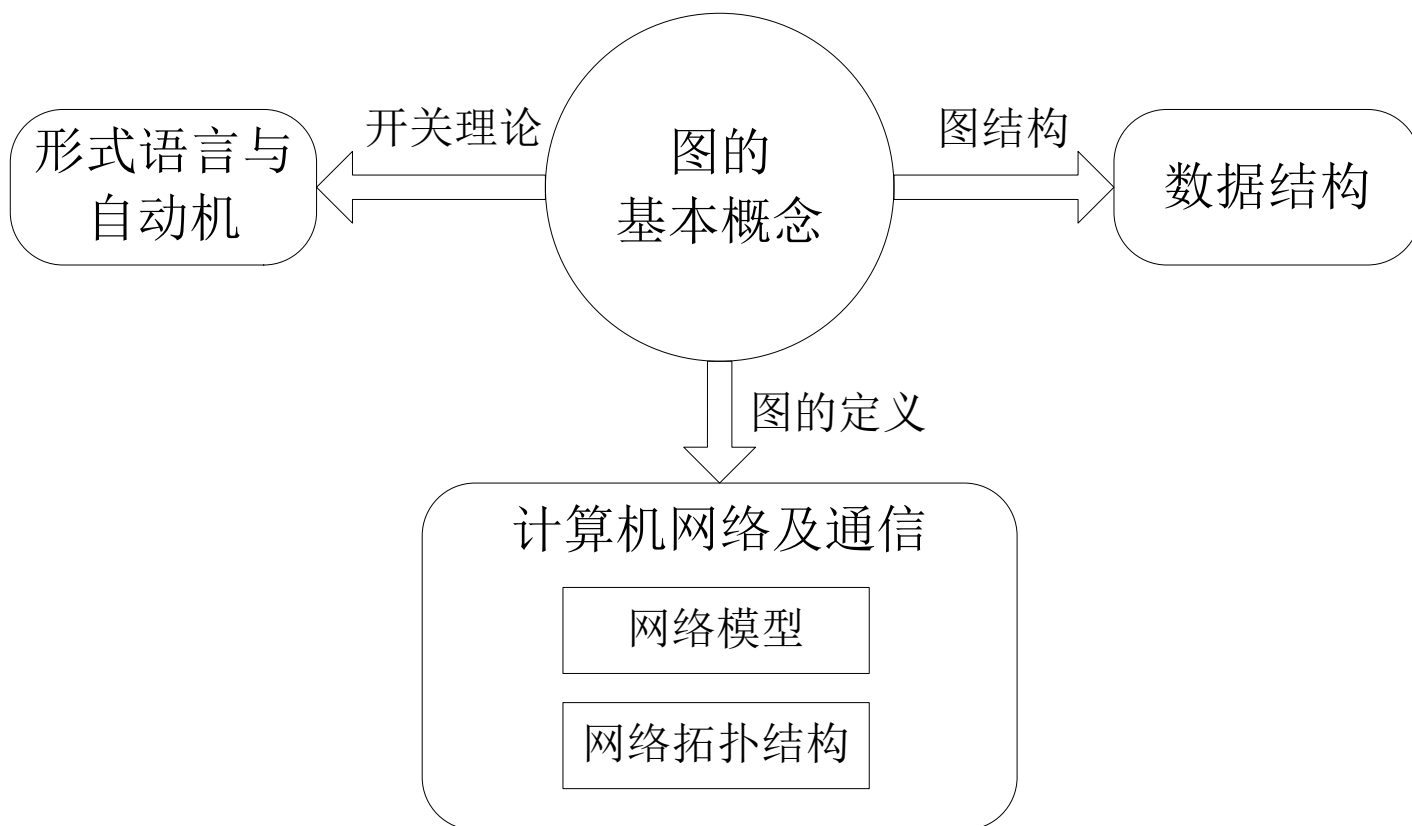 形式语言与
自动机
开关理论
图的
基本概念
图结构
数据结构
图的定义
计算机网络及通信
网络模型
网络拓扑结构